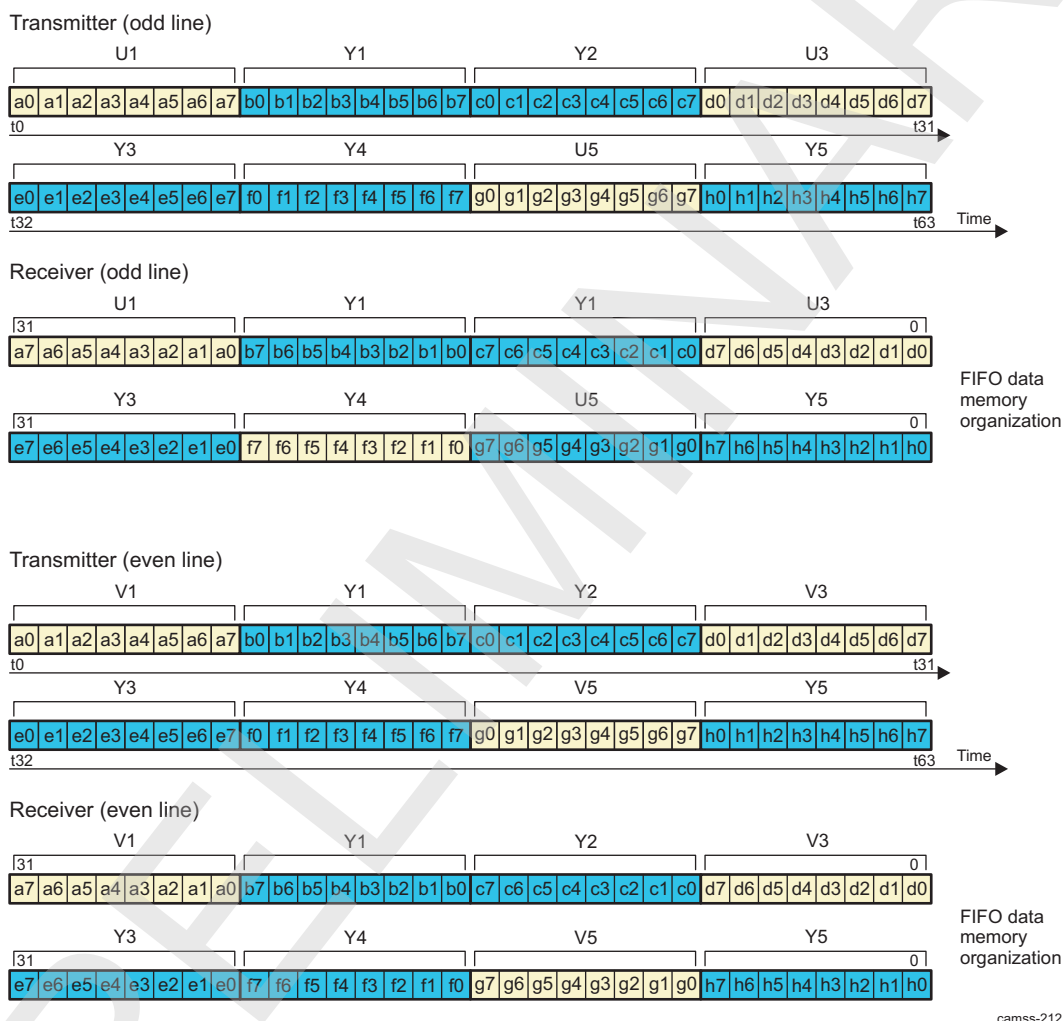 Transmitter (odd line)
U1 Y1 Y2 U3
a0 a1 a2 a3 a4 a5 a6 a7 b0 b1 b2 b3 b4 b5 b6 b7 c0 c1 c2 c3 c4 c5 c6 c7 d0 d1 d2 d3 d4 d5 d6 d7
t0 t31
Y3 Y4 U5 Y5
e0 e1 e2 e3 e4 e5 e6 e7 f0 f1 f2 f3 f4 f5 f6 f7 g0 g1 g2 g3 g4 g5 g6 g7 h0 h1 h2 h3 h4 h5 h6 h7
t32 t63 Time
Receiver (odd line)
U1 Y1 Y1 U3
31 0
a7 a6 a5 a4 a3 a2 a1 a0 b7 b6 b5 b4 b3 b2 b1 b0 c7 c6 c5 c4 c3 c2 c1 c0 d7 d6 d5 d4 d3 d2 d1 d0
Y3 Y4 U5 Y5
31 0
e7 e6 e5 e4 e3 e2 e1 e0 f7 f6 f5 f4 f3 f2 f1 f0 g7 g6 g5 g4 g3 g2 g1 g0 h7 h6 h5 h4 h3 h2 h1 h0
FIFO data
memory
organization
Transmitter (even line)
V1 Y1 Y2 V3
a0 a1 a2 a3 a4 a5 a6 a7 b0 b1 b2 b3 b4 b5 b6 b7 c0 c1 c2 c3 c4 c5 c6 c7 d0 d1 d2 d3 d4 d5 d6 d7
t0 t31
Y3 Y4 V5 Y5
e0 e1 e2 e3 e4 e5 e6 e7 f0 f1 f2 f3 f4 f5 f6 f7 g0 g1 g2 g3 g4 g5 g6 g7 h0 h1 h2 h3 h4 h5 h6 h7
t32 t63 Time
Receiver (even line)
V1 Y1 Y2 V3
31 0
a7 a6 a5 a4 a3 a2 a1 a0 b7 b6 b5 b4 b3 b2 b1 b0 c7 c6 c5 c4 c3 c2 c1 c0 d7 d6 d5 d4 d3 d2 d1 d0
Y3 Y4 V5 Y5
31 0
e7 e6 e5 e4 e3 e2 e1 e0 f7 f6 f5 f4 f3 f2 f1 f0 g7 g6 g5 g4 g3 g2 g1 g0 h7 h6 h5 h4 h3 h2 h1 h0
FIFO data
memory
organization
camss-212